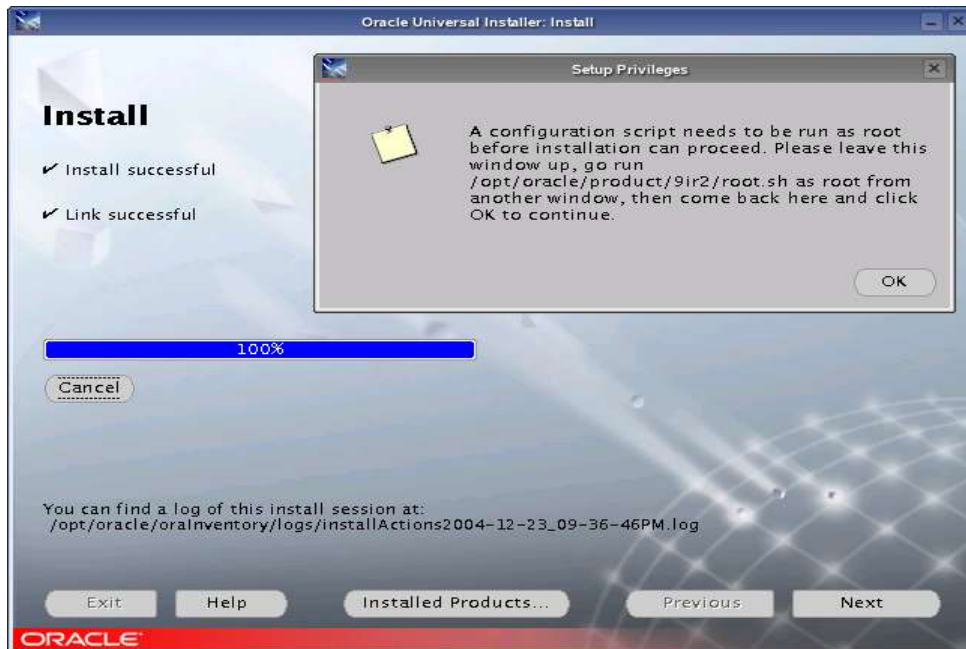 Oracle Universal Installer: Install
Setup Privileges
A configuration script needs to be run as root
before installation can proceed. Please leave this
window up, go run
/opt/oracle/product/9ir2/root.sh as root from
another window, then come back here and click
OK to continue.
OK
Install
✔ Install successful
✔ Link successful
100%
Cancel
You can find a log of this install session at:
/opt/oracle/oraInventory/logs/installActions2004-12-23_09-36-46PM.log
Exit
Help
Installed Products...
Previous
Next
ORACLE